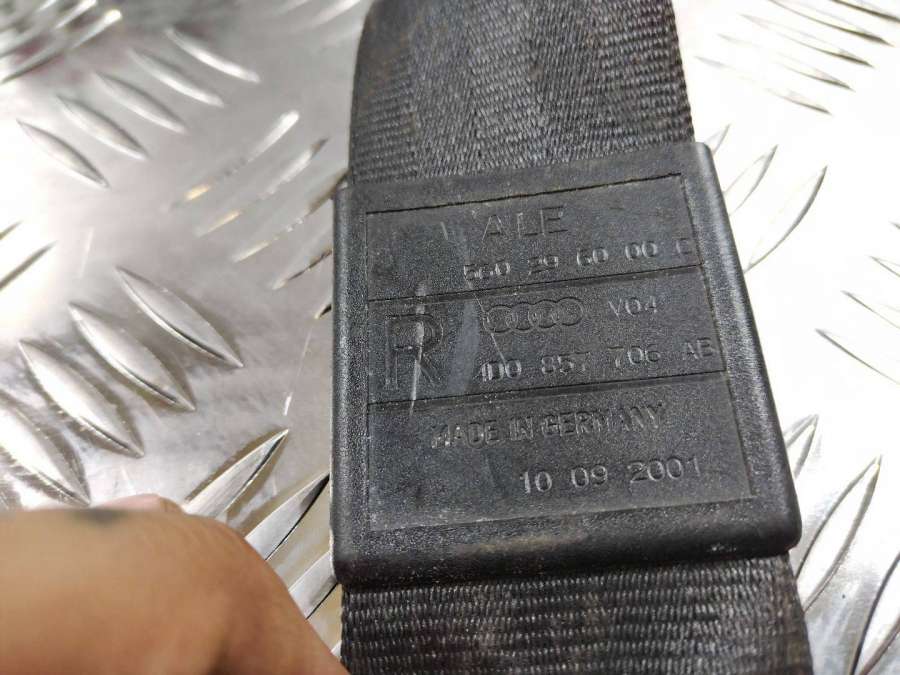 ALE
560 29 60 00 C
R
V04
4D0 857 706 AB
MADE IN GERMANY
10 09 2001